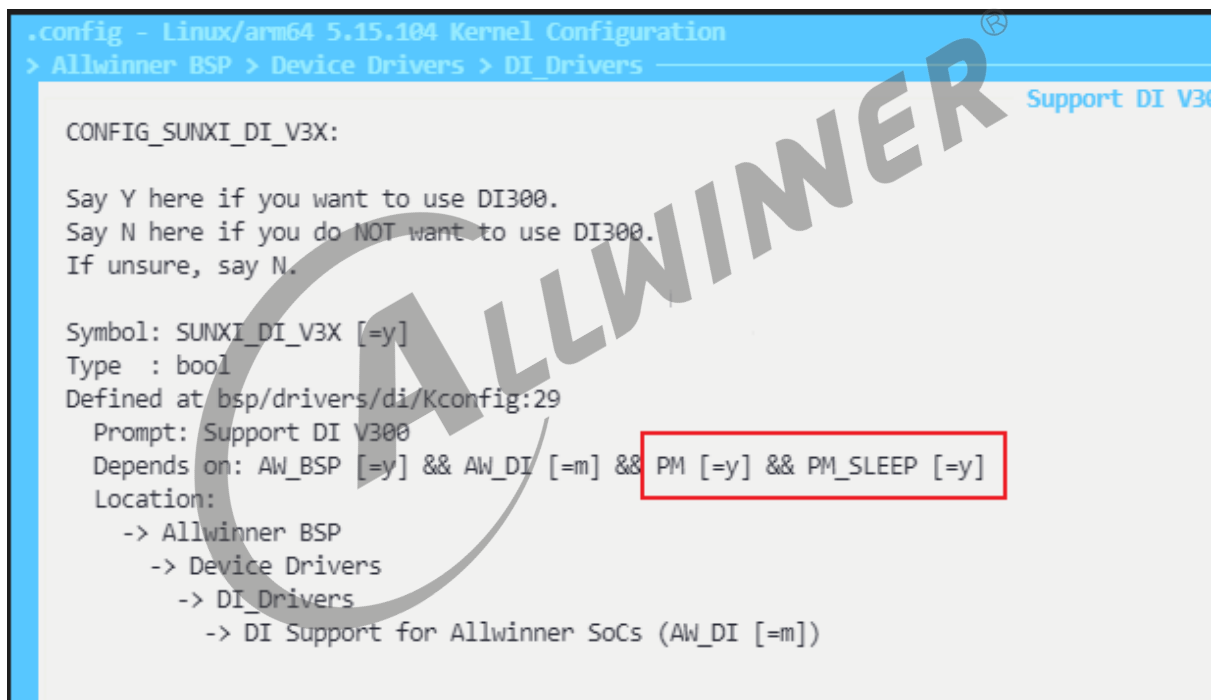 .config - Linux/arm64 5.15.104 Kernel Configuration
> Allwinner BSP > Device Drivers > DI_Drivers
Support DI V30
CONFIG_SUNXI_DI_V3X:
Say Y here if you want to use DI300.
Say N here if you do NOT want to use DI300.
If unsure, say N.
Symbol: SUNXI_DI_V3X [=y]
Type  : bool
Defined at bsp/drivers/di/Kconfig:29
Prompt: Support DI V300
Depends on: AW_BSP [=y] && AW_DI [=m] && PM [=y] && PM_SLEEP [=y]
Location:
-> Allwinner BSP
-> Device Drivers
-> DI_Drivers
-> DI Support for Allwinner SoCs (AW_DI [=m])
ALLWINNER®